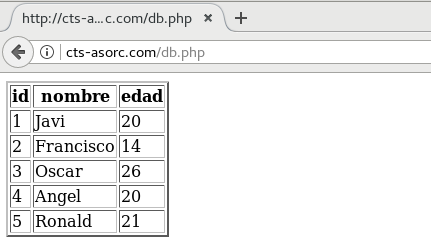 http://cts-a...c.com/db.php
cts-asorc.com/db.php
id nombre edad
1 Javi 20
2 Francisco 14
3 Oscar 26
4 Angel 20
5 Ronald 21